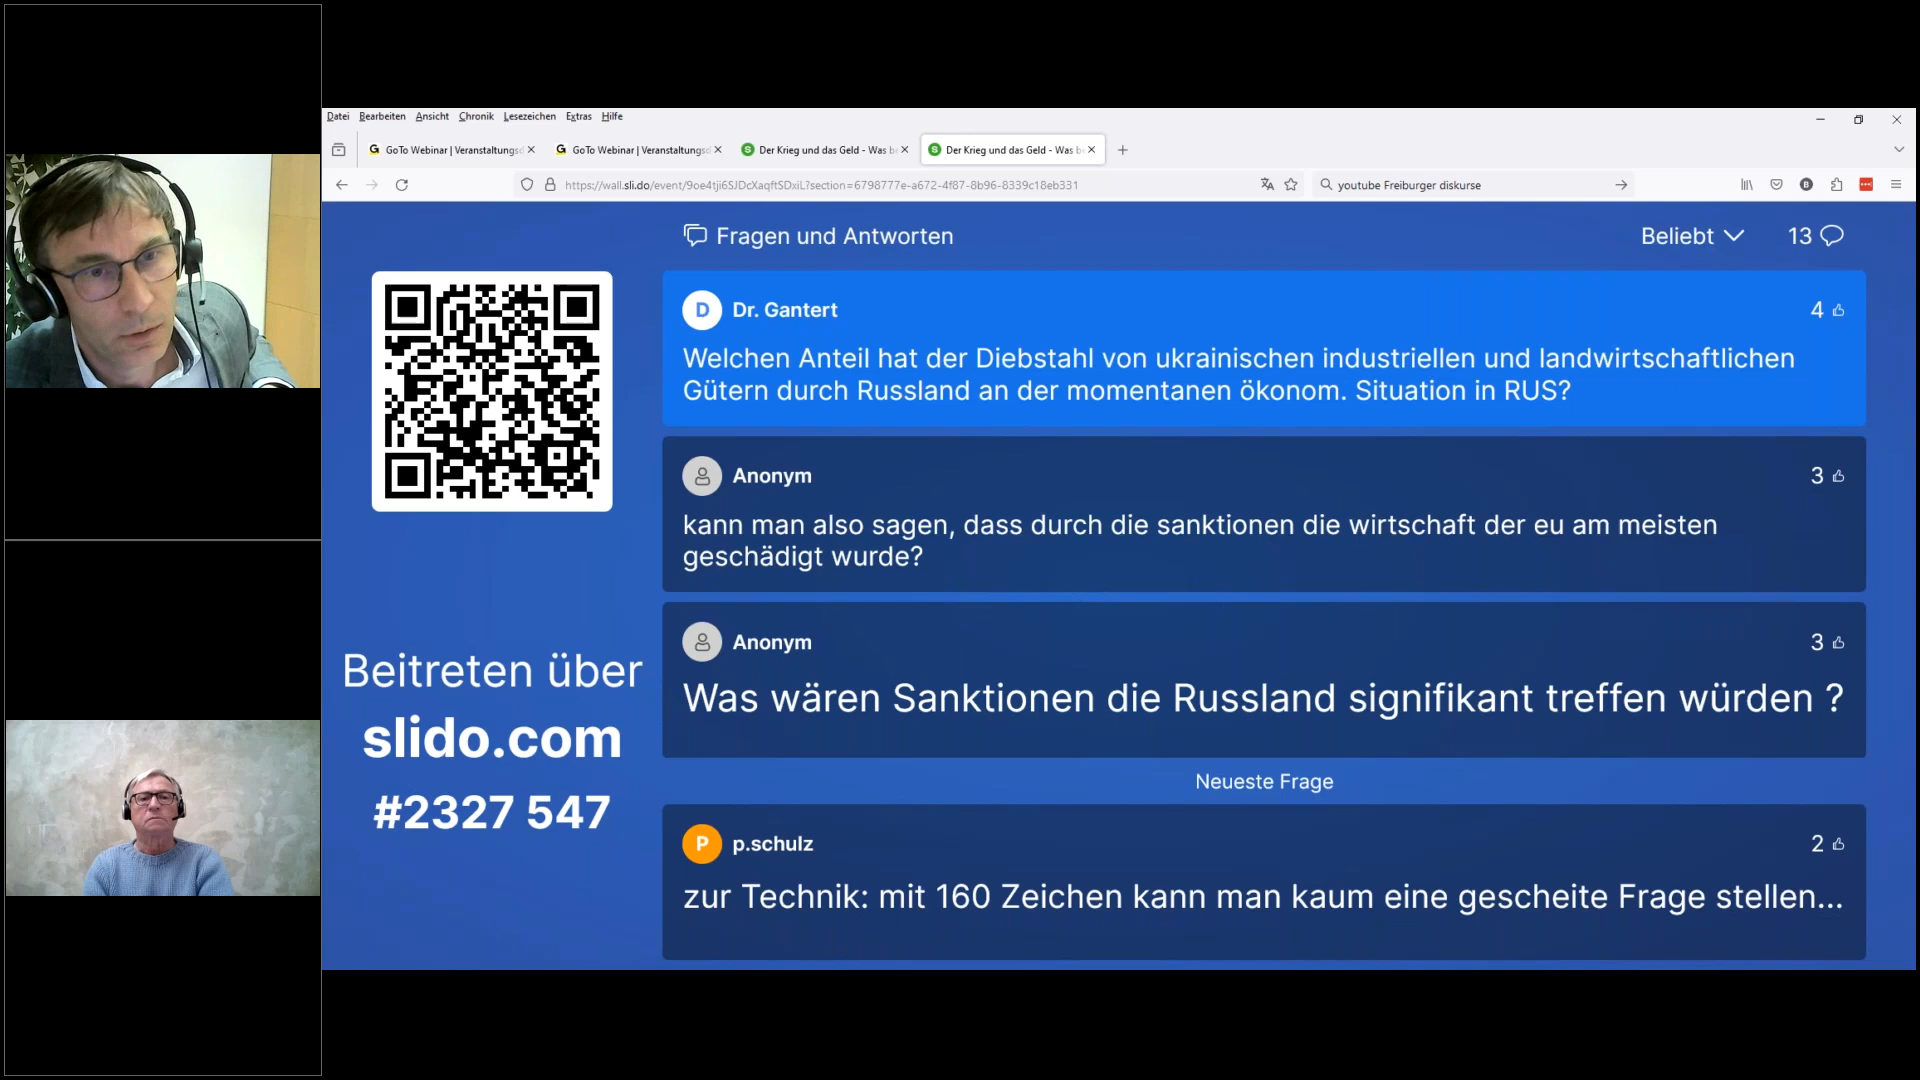 Datei Bearbeiten Ansicht Chronik Lesezeichen Extras Hilfe
GoTo Webinar | Veranstaltungsd
GoTo Webinar | Veranstaltungsd
Der Krieg und das Geld - Was b
Der Krieg und das Geld - Was b
https://wall.sli.do/event/9oe4tji6SJDcXaqftSDxiL?section=6798777e-a672-4f87-8b96-8339c18eb331
youtube Freiburger diskurse
Fragen und Antworten
Beliebt
13
D
Dr. Gantert
4
Welchen Anteil hat der Diebstahl von ukrainischen industriellen und landwirtschaftlichen
Gütern durch Russland an der momentanen ökonom. Situation in RUS?
Anonym
3
kann man also sagen, dass durch die sanktionen die wirtschaft der eu am meisten
geschädigt wurde?
Anonym
3
Was wären Sanktionen die Russland signifikant treffen würden ?
Neueste Frage
P
p.schulz
2
zur Technik: mit 160 Zeichen kann man kaum eine gescheite Frage stellen...
Beitreten über
slido.com
#2327 547